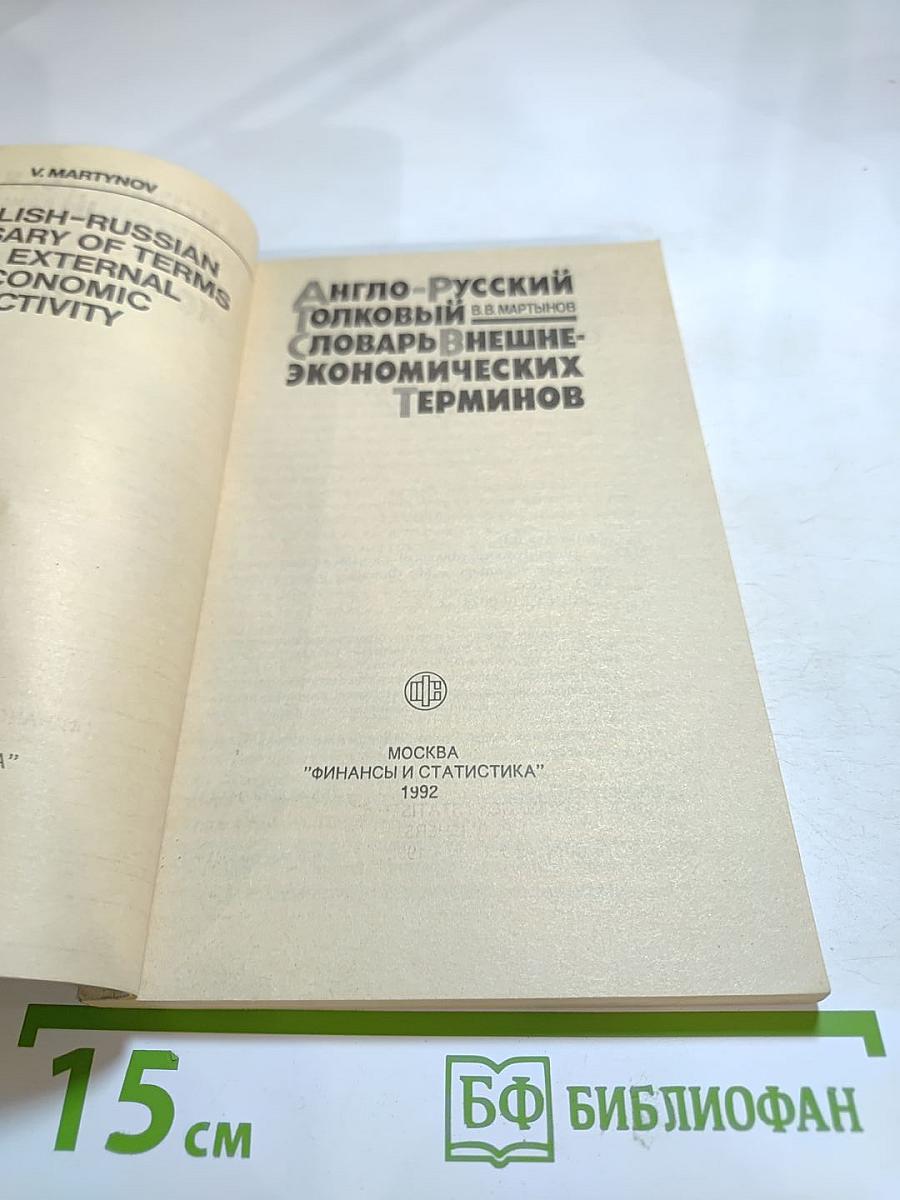 V. MARTYNOV
LISH-RUSSIAN
SARY OF TERMS
EXTERNAL
CONOMIC
CTIVITY
А"
АНГЛО-РУССКИЙ
ТОЛКОВЫЙ В.В. МАРТЫНОВ
СЛОВАРЬ ВНЕШНЕ-
ЭКОНОМИЧЕСКИХ
ТЕРМИНОВ
МОСКВА
"ФИНАНСЫ И СТАТИСТИКА"
1992
15 см
БФ БИБЛИОФАН